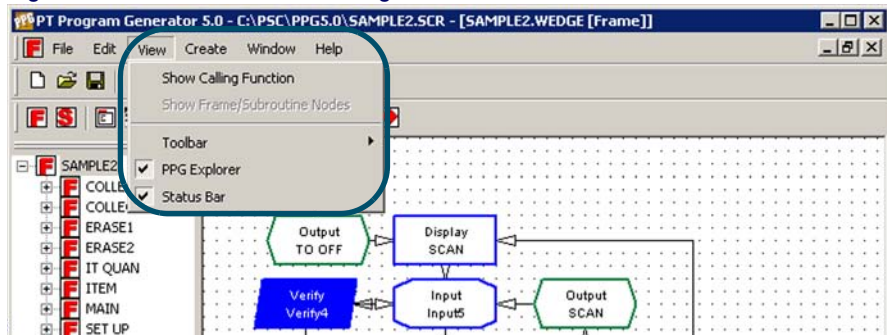 PT Program Generator 5.0 - C:\PSC\PPG5.0\SAMPLE2.SCR - [SAMPLE2.WEDGE [Frame]]
File Edit View Create Window Help
Show Calling Function
Show Frame/Subroutine Nodes
Toolbar
PPG Explorer
Status Bar
SAMPLE2
COLLE
COLLE
ERASE1
ERASE2
IT QUAN
ITEM
MAIN
SET UP
Output
TO OFF
Display
SCAN
Verify
Verify4
Input
Input5
Output
SCAN